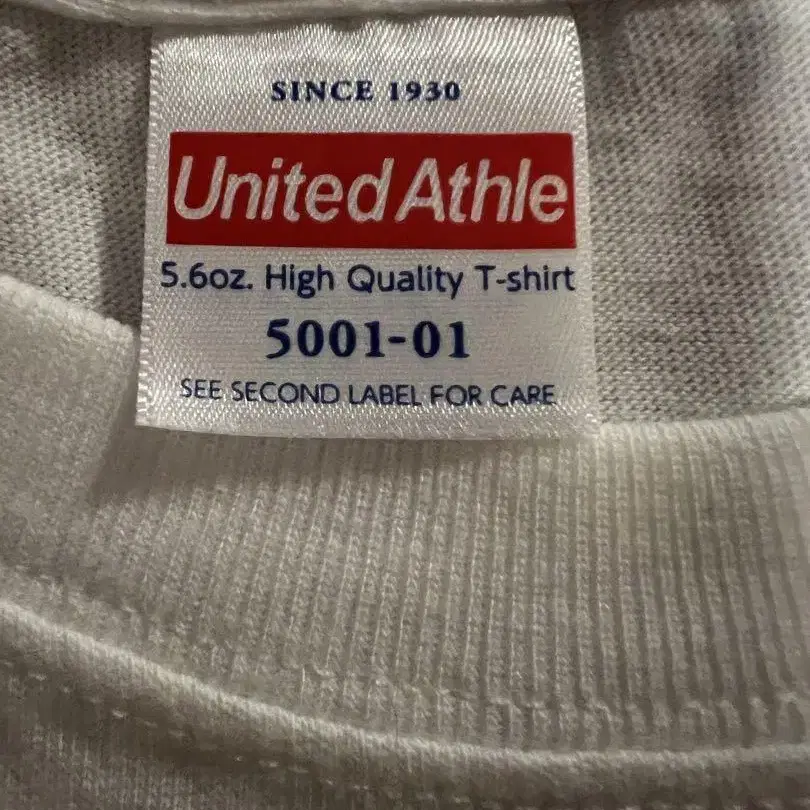 SINCE 1930
United Athle
5.6oz. High Quality T-shirt
5001-01
SEE SECOND LABEL FOR CARE